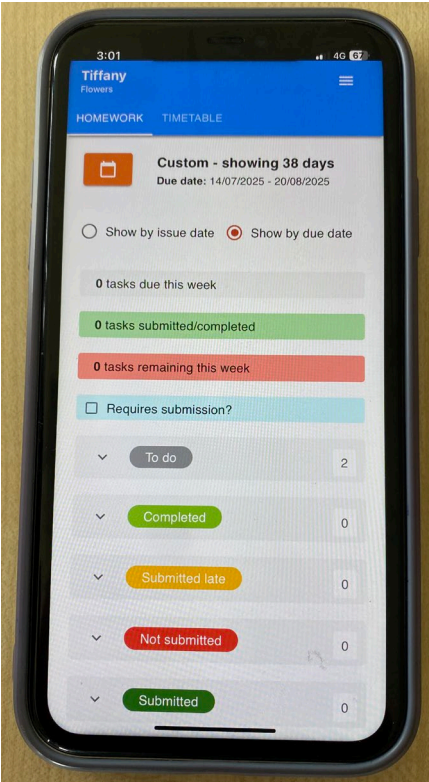 3:01 4G 67
Tiffany
Flowers
HOMEWORK TIMETABLE
Custom - showing 38 days
Due date: 14/07/2025 - 20/08/2025
Show by issue date Show by due date
0 tasks due this week
0 tasks submitted/completed
0 tasks remaining this week
Requires submission?
To do 2
Completed 0
Submitted late 0
Not submitted 0
Submitted 0